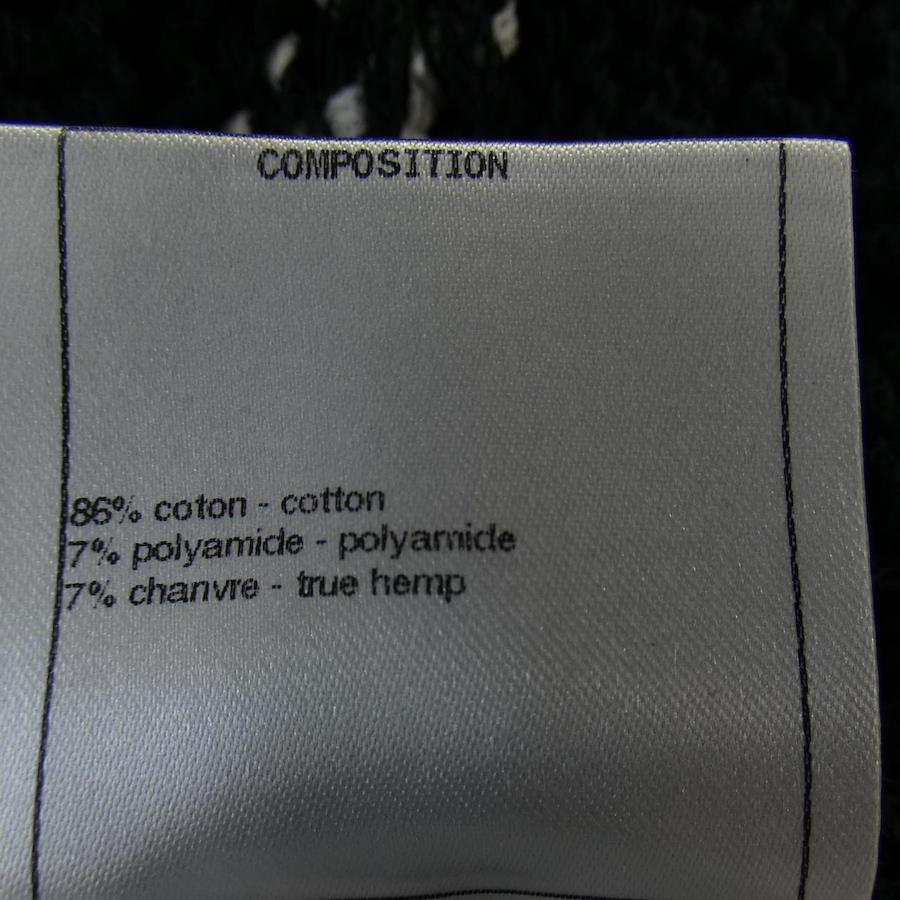 COMPOSITION
86% coton - cotton
7% polyamide - polyamide
7% chanvre - true hemp